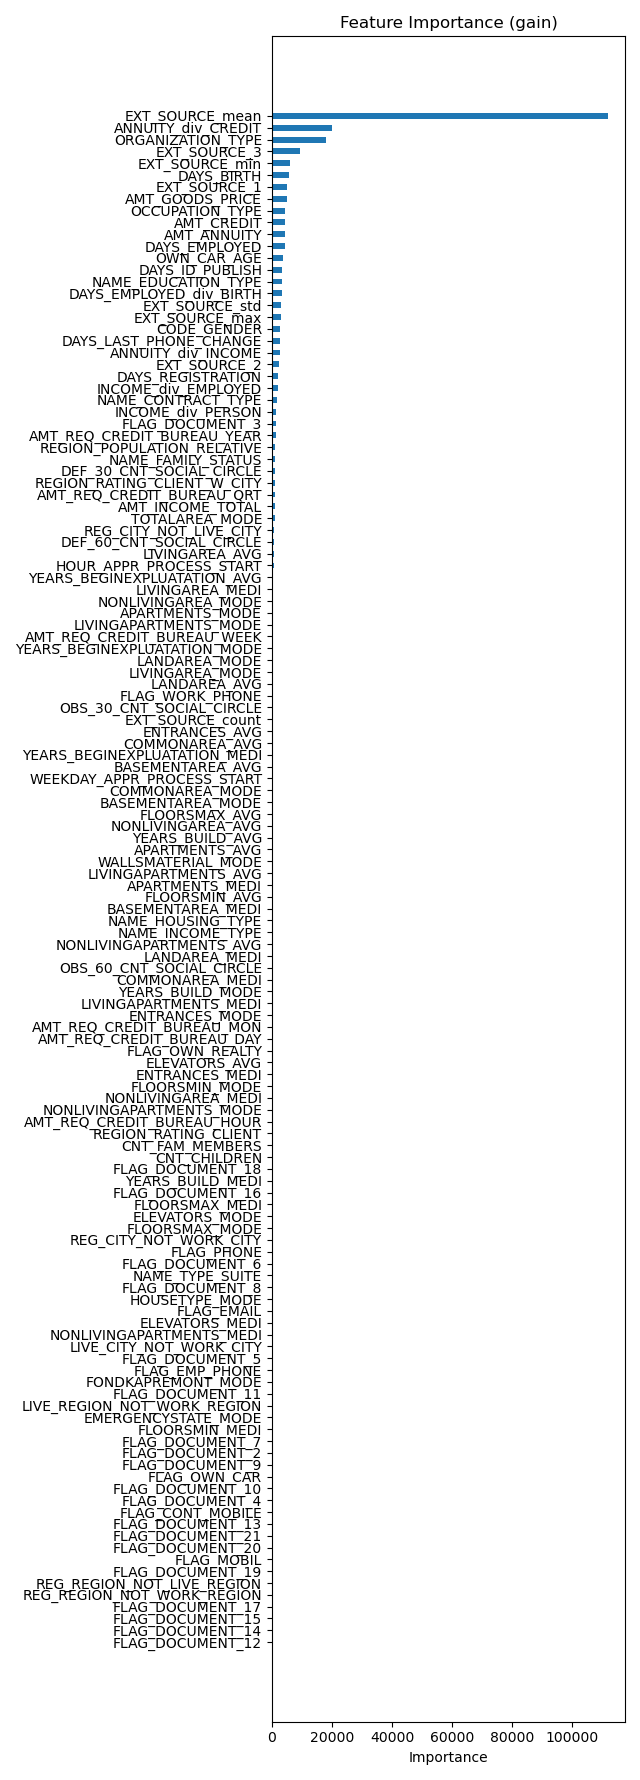 Feature Importance (gain)
EXT_SOURCE_mean
ANNUITY_div_CREDIT
ORGANIZATION_TYPE
EXT_SOURCE_3
EXT_SOURCE_min
DAYS_BIRTH
EXT_SOURCE_1
AMT_GOODS_PRICE
OCCUPATION_TYPE
AMT_CREDIT
AMT_ANNUITY
DAYS_EMPLOYED
OWN_CAR_AGE
DAYS_ID_PUBLISH
NAME_EDUCATION_TYPE
DAYS_EMPLOYED_div_BIRTH
EXT_SOURCE_std
EXT_SOURCE_max
CODE_GENDER
DAYS_LAST_PHONE_CHANGE
ANNUITY_div_INCOME
EXT_SOURCE_2
DAYS_REGISTRATION
INCOME_div_EMPLOYED
NAME_CONTRACT_TYPE
INCOME_div_PERSON
FLAG_DOCUMENT_3
AMT_REQ_CREDIT_BUREAU_YEAR
REGION_POPULATION_RELATIVE
NAME_FAMILY_STATUS
DEF_30_CNT_SOCIAL_CIRCLE
REGION_RATING_CLIENT_W_CITY
AMT_REQ_CREDIT_BUREAU_QRT
AMT_INCOME_TOTAL
TOTALAREA_MODE
REG_CITY_NOT_LIVE_CITY
DEF_60_CNT_SOCIAL_CIRCLE
LIVINGAREA_AVG
HOUR_APPR_PROCESS_START
YEARS_BEGINEXPLUATATION_AVG
LIVINGAREA_MEDI
NONLIVINGAREA_MODE
APARTMENTS_MODE
LIVINGAPARTMENTS_MODE
AMT_REQ_CREDIT_BUREAU_WEEK
YEARS_BEGINEXPLUATATION_MODE
LANDAREA_MODE
LIVINGAREA_MODE
LANDAREA_AVG
FLAG_WORK_PHONE
OBS_30_CNT_SOCIAL_CIRCLE
EXT_SOURCE_count
ENTRANCES_AVG
COMMONAREA_AVG
YEARS_BEGINEXPLUATATION_MEDI
BASEMENTAREA_AVG
WEEKDAY_APPR_PROCESS_START
COMMONAREA_MODE
BASEMENTAREA_MODE
FLOORSMAX_AVG
NONLIVINGAREA_AVG
YEARS_BUILD_AVG
APARTMENTS_AVG
WALLSMATERIAL_MODE
LIVINGAPARTMENTS_AVG
APARTMENTS_MEDI
FLOORSMIN_AVG
BASEMENTAREA_MEDI
NAME_HOUSING_TYPE
NAME_INCOME_TYPE
NONLIVINGAPARTMENTS_AVG
LANDAREA_MEDI
OBS_60_CNT_SOCIAL_CIRCLE
COMMONAREA_MEDI
YEARS_BUILD_MODE
LIVINGAPARTMENTS_MEDI
ENTRANCES_MODE
AMT_REQ_CREDIT_BUREAU_MON
AMT_REQ_CREDIT_BUREAU_DAY
FLAG_OWN_REALTY
ELEVATORS_AVG
ENTRANCES_MEDI
FLOORSMIN_MODE
NONLIVINGAREA_MEDI
NONLIVINGAPARTMENTS_MODE
AMT_REQ_CREDIT_BUREAU_HOUR
REGION_RATING_CLIENT
CNT_FAM_MEMBERS
CNT_CHILDREN
FLAG_DOCUMENT_18
YEARS_BUILD_MEDI
FLAG_DOCUMENT_16
FLOORSMAX_MEDI
ELEVATORS_MODE
FLOORSMAX_MODE
REG_CITY_NOT_WORK_CITY
FLAG_PHONE
FLAG_DOCUMENT_6
NAME_TYPE_SUITE
FLAG_DOCUMENT_8
HOUSETYPE_MODE
FLAG_EMAIL
ELEVATORS_MEDI
NONLIVINGAPARTMENTS_MEDI
LIVE_CITY_NOT_WORK_CITY
FLAG_DOCUMENT_5
FLAG_EMP_PHONE
FONDKAPREMONT_MODE
FLAG_DOCUMENT_11
LIVE_REGION_NOT_WORK_REGION
EMERGENCYSTATE_MODE
FLOORSMIN_MEDI
FLAG_DOCUMENT_7
FLAG_DOCUMENT_2
FLAG_DOCUMENT_9
FLAG_OWN_CAR
FLAG_DOCUMENT_10
FLAG_DOCUMENT_4
FLAG_CONT_MOBILE
FLAG_DOCUMENT_13
FLAG_DOCUMENT_21
FLAG_DOCUMENT_20
FLAG_MOBIL
FLAG_DOCUMENT_19
REG_REGION_NOT_LIVE_REGION
REG_REGION_NOT_WORK_REGION
FLAG_DOCUMENT_17
FLAG_DOCUMENT_15
FLAG_DOCUMENT_14
FLAG_DOCUMENT_12
0 20000 40000 60000 80000 100000
Importance